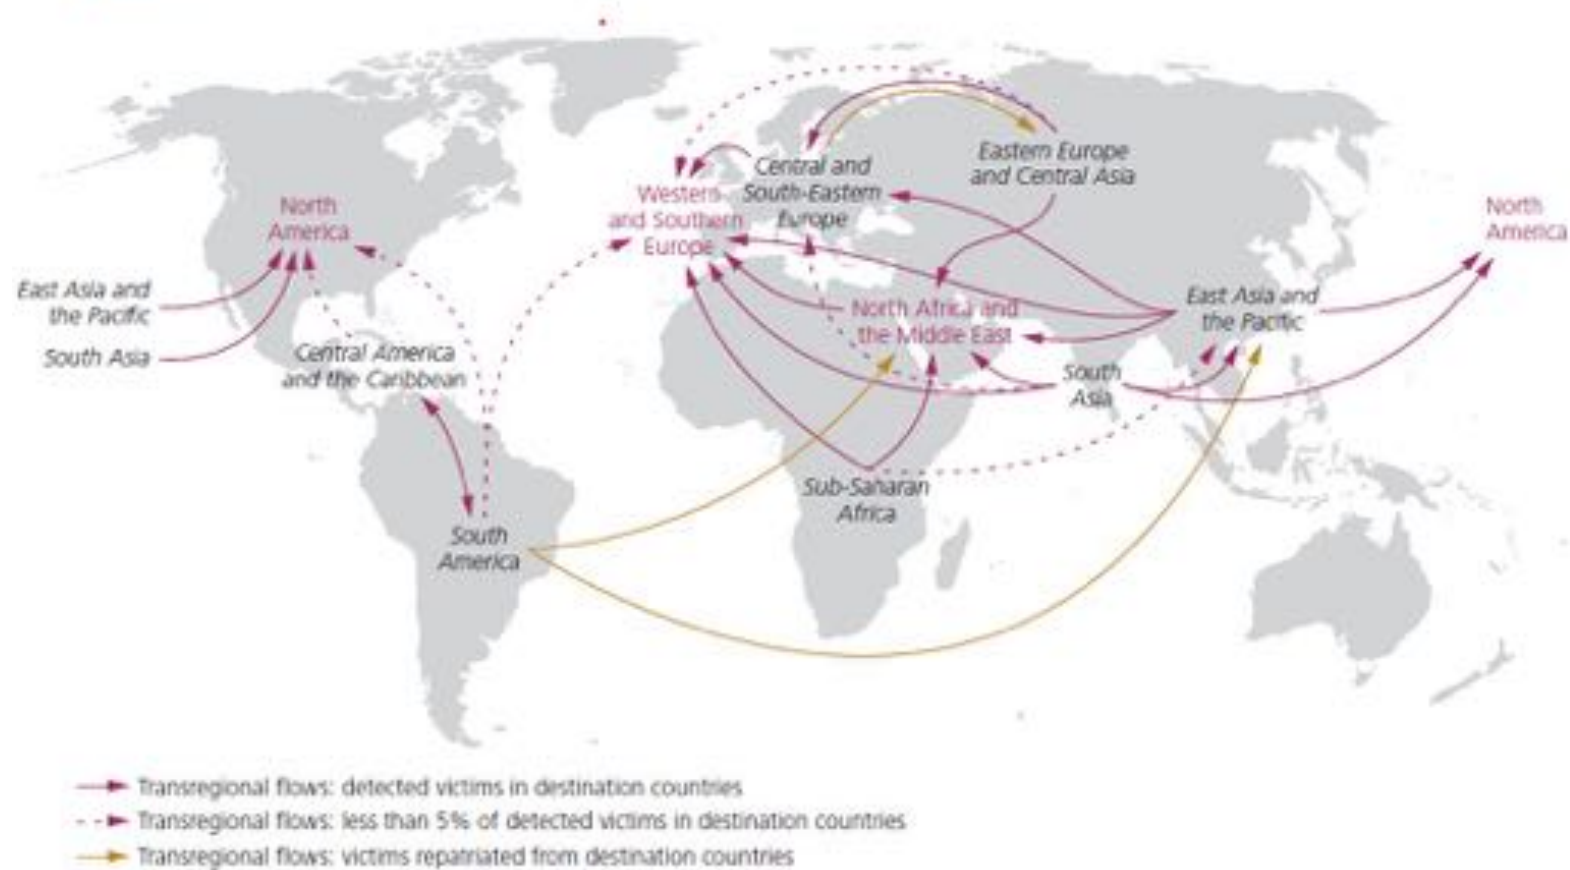 Eastern Europe
and Central Asia
Central and
South-Eastern
Europe
Western
and Southern
Europe
North
America
North
America
East Asia and
the Pacific
South Asia
Central America
and the Caribbean
North Africa and
the Middle East
East Asia and
the Pacific
South
Asia
Sub-Saharan
Africa
South
America
Transregional flows: detected victims in destination countries
Transregional flows: less than 5% of detected victims in destination countries
Transregional flows: victims repatriated from destination countries